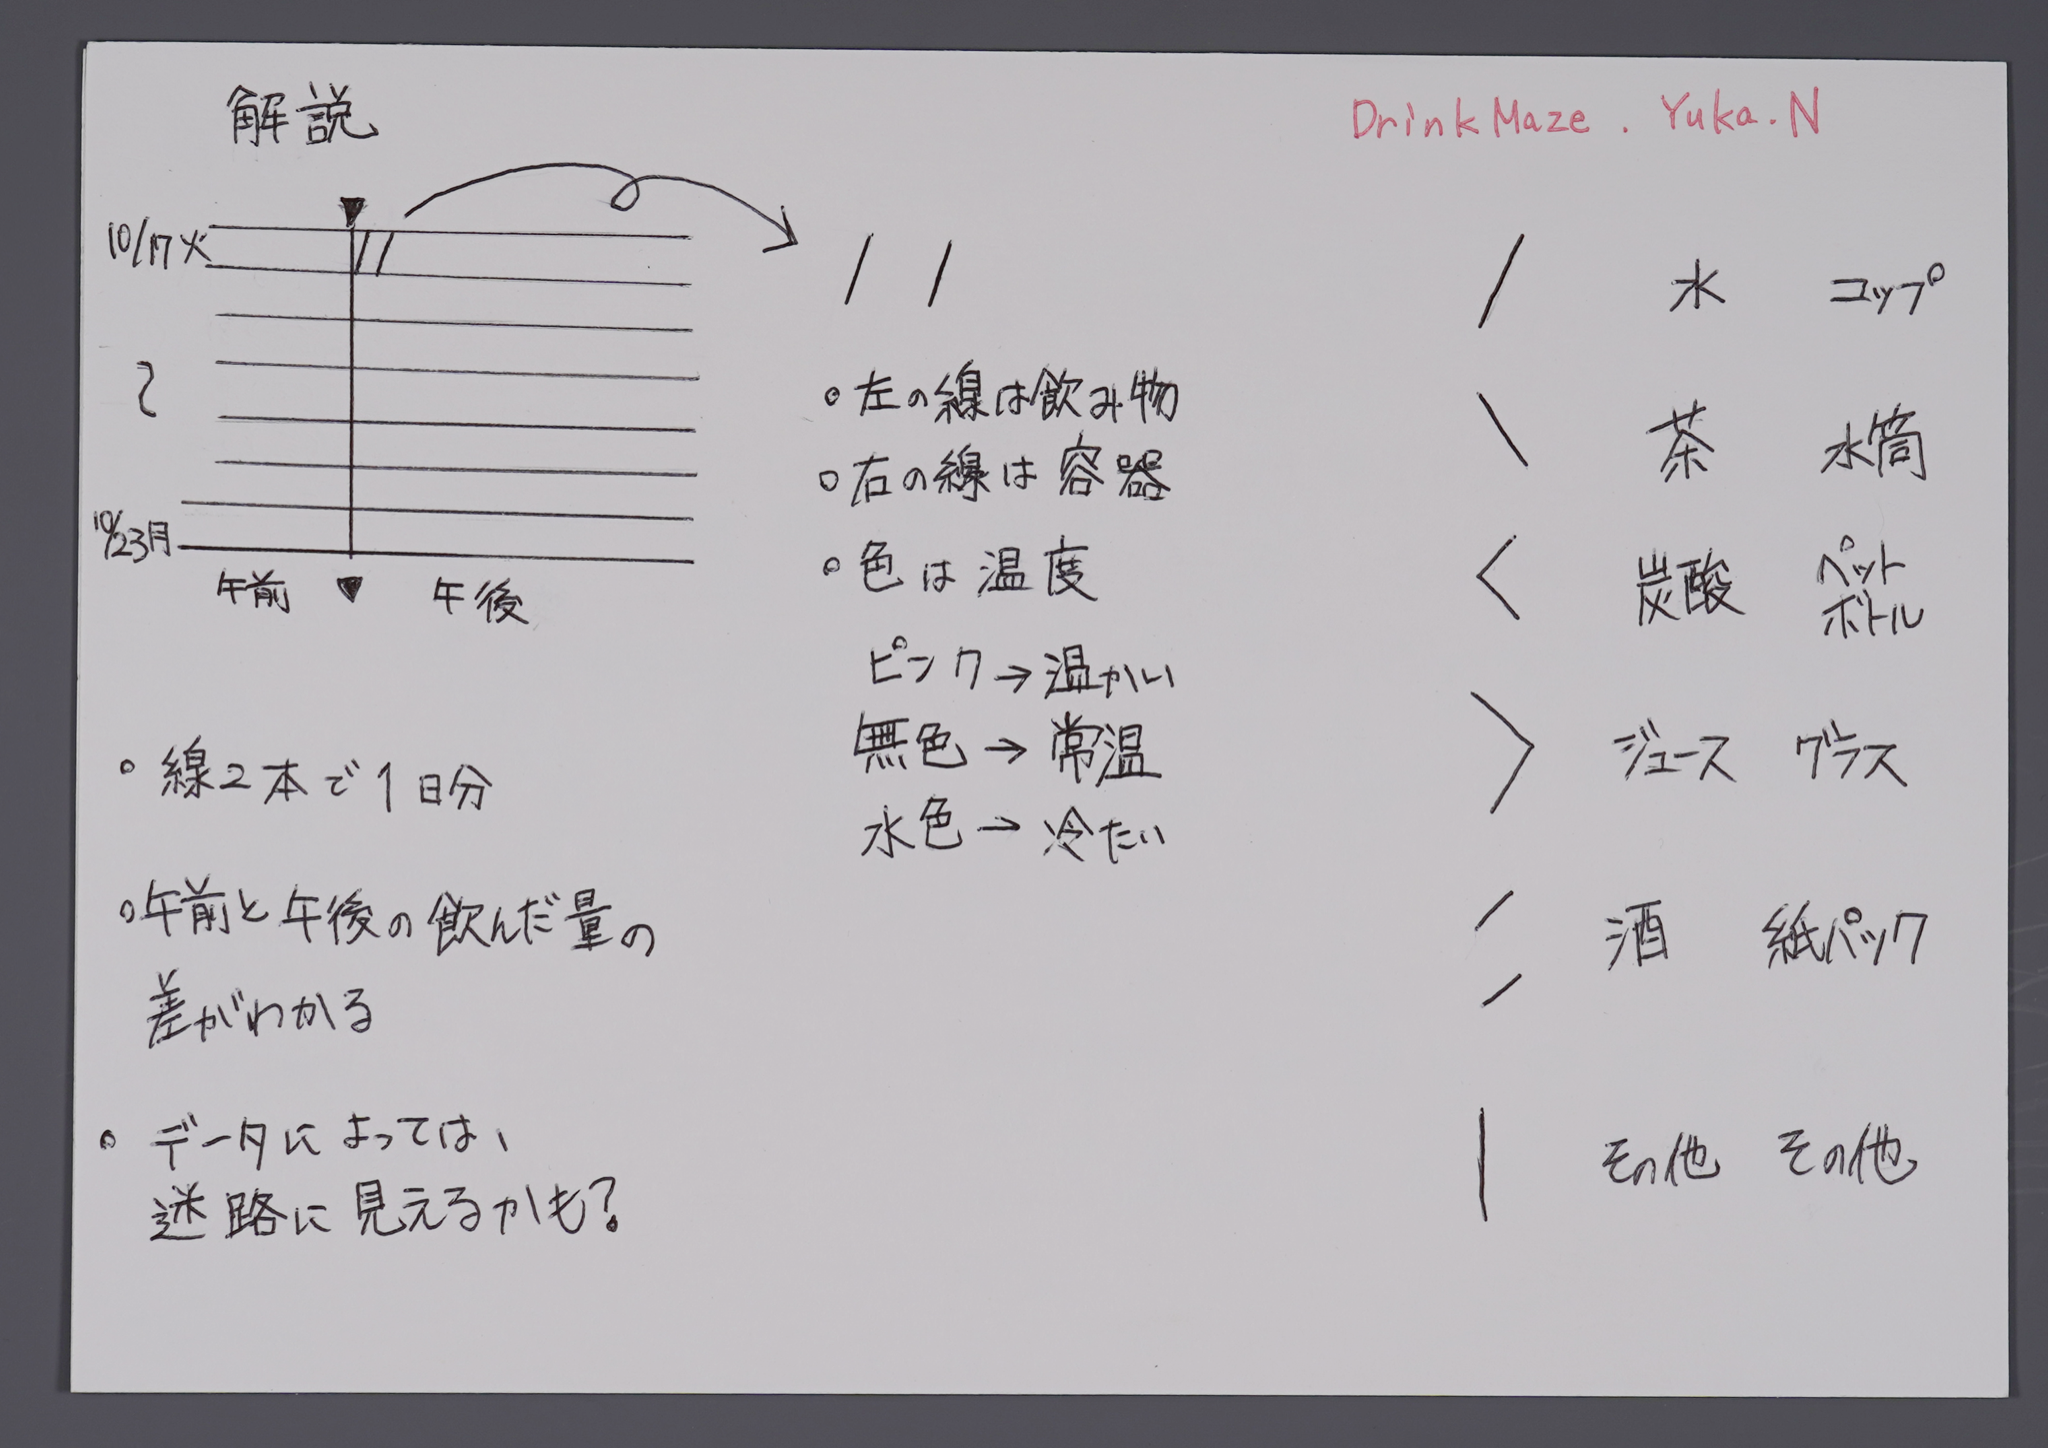 解説
Drink Maze. Yuka.N
10/17火
〜
10/23月
午前
午後
・線2本で1日分
・午前と午後の飲んだ量の
差がわかる
・データによっては、
迷路に見えるかも?
・左の線は飲み物
・右の線は容器
・色は温度
ピンク→温かい
無色→常温
水色→冷たい
/ 水 コップ
\ 茶 水筒
< 炭酸 ペット
ボトル
> ジュース グラス
酒 紙パック
| その他 その他